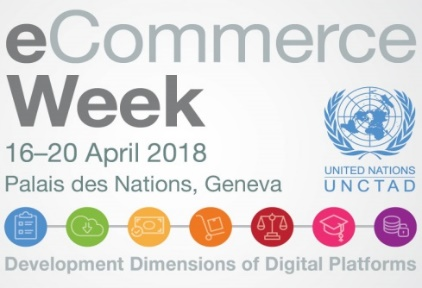 eCommerce
Week
16–20 April 2018
Palais des Nations, Geneva
UNITED NATIONS
UNCTAD
Development Dimensions of Digital Platforms